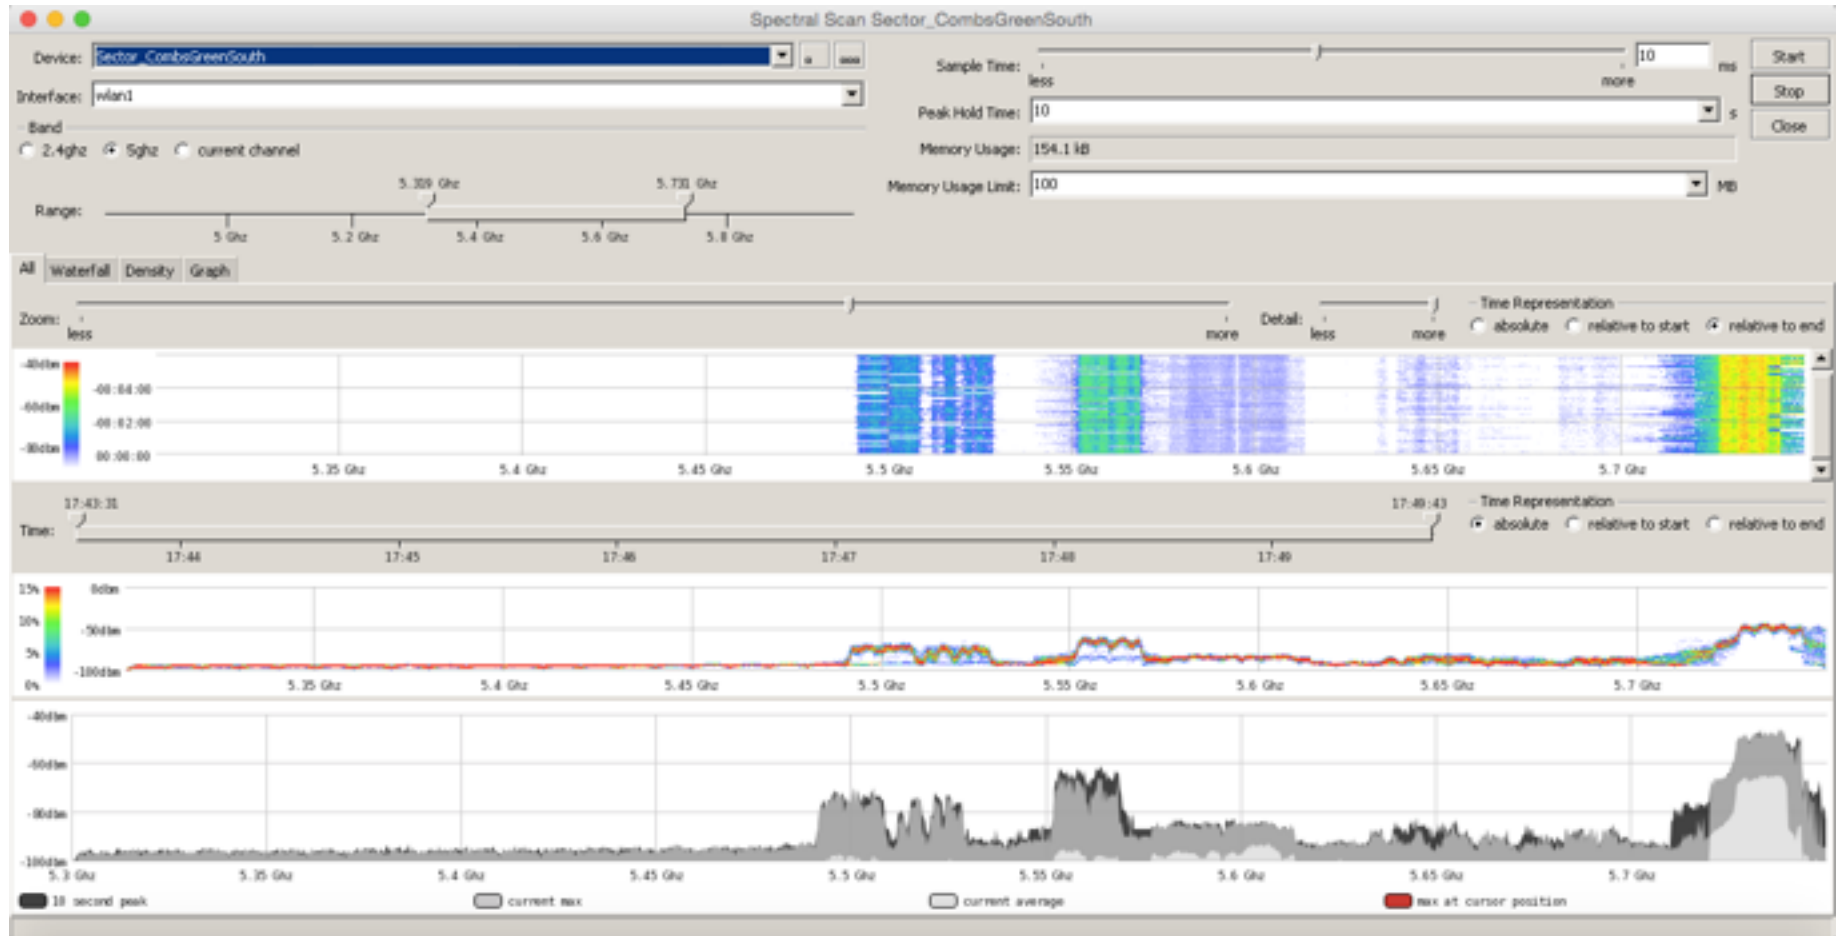 Spectral Scan Sector_CombsGreenSouth
Device: Sector_CombsGreenSouth
Interface: wlan1
Band
2.4ghz 5ghz current channel
5.319 Ghz 5.731 Ghz
Range:
5 Ghz 5.2 Ghz 5.4 Ghz 5.6 Ghz 5.8 Ghz
Sample Time: 10 ms
less more
Peak Hold Time: 10 s
Memory Usage: 154.1 kB
Memory Usage Limit: 100 MB
Start
Stop
Close
All Waterfall Density Graph
Zoom: less more
Detail: less more
Time Representation
absolute relative to start relative to end
-40dbm
-60dbm
-80dbm
-00:04:00
-00:02:00
00:00:00
5.35 Ghz 5.4 Ghz 5.45 Ghz 5.5 Ghz 5.55 Ghz 5.6 Ghz 5.65 Ghz 5.7 Ghz
17:43:31 17:49:43
Time:
17:44 17:45 17:46 17:47 17:48 17:49
Time Representation
absolute relative to start relative to end
15%
10%
5%
0%
0dbm
-50dbm
-100dbm
5.35 Ghz 5.4 Ghz 5.45 Ghz 5.5 Ghz 5.55 Ghz 5.6 Ghz 5.65 Ghz 5.7 Ghz
-40dbm
-60dbm
-80dbm
-100dbm
5.3 Ghz 5.35 Ghz 5.4 Ghz 5.45 Ghz 5.5 Ghz 5.55 Ghz 5.6 Ghz 5.65 Ghz 5.7 Ghz
10 second peak current max current average max at cursor position